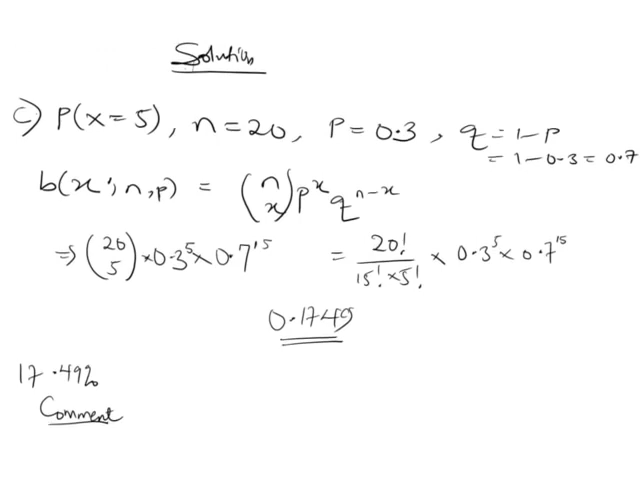 Solution
c) P(x=5), n=20, P=0.3, q=1-P
=1-0.3=0.7
b(x; n, p) = (n x) p^x q^{n-x}
⇒ (20 5) × 0.3^5 × 0.7^15 = 20!/(15! × 5!) × 0.3^5 × 0.7^15
0.1749
17.49%
Comment